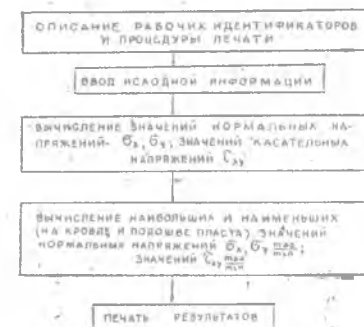 ОПИСАНИЕ РАБОЧИХ ИДЕНТИФИКАТОРОВ
И ПРОЦЕДУРЫ ПЕЧАТИ
ВВОД ИСХОДНОЙ ИНФОРМАЦИИ
ВЫЧИСЛЕНИЕ ЗНАЧЕНИЙ НОРМАЛЬНЫХ НА-
ПРЯЖЕНИЙ- σx, σy; ЗНАЧЕНИЙ КАСАТЕЛЬНЫХ
НАПРЯЖЕНИЙ τxy
ВЫЧИСЛЕНИЕ НАИБОЛЬШИХ И НАИМЕНЬШИХ
(НА КРОВЛЕ И ПОДОШВЕ ПЛАСТА) ЗНАЧЕНИЙ
НОРМАЛЬНЫХ НАПРЯЖЕНИЙ σx, σy max/min;
ЗНАЧЕНИЙ τxy max/min
ПЕЧАТЬ РЕЗУЛЬТАТОВ